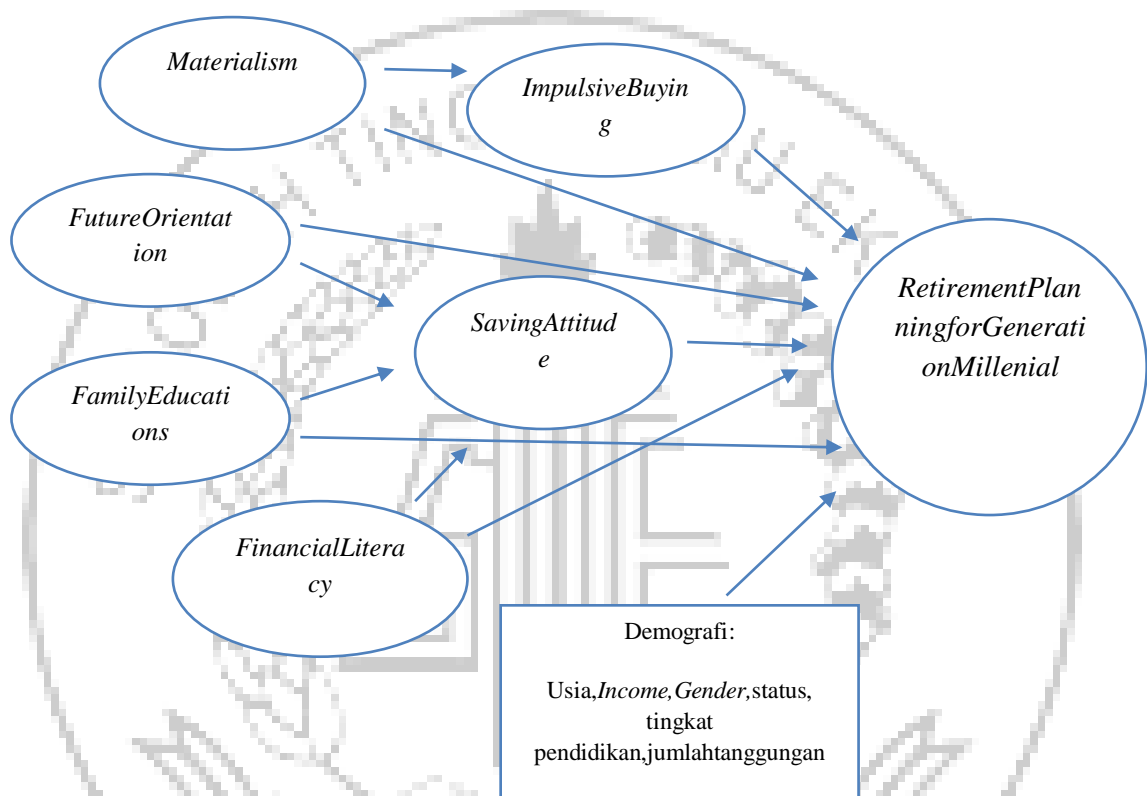 Materialism
ImpulsiveBuyin
g
FutureOrientat
ion
SavingAttitud
e
RetirementPlan
ningforGenerati
onMillenial
FamilyEducati
ons
FinancialLitera
cy
Demografi:
Usia,Income,Gender,status,
tingkat
pendidikan,jumlahtanggungan